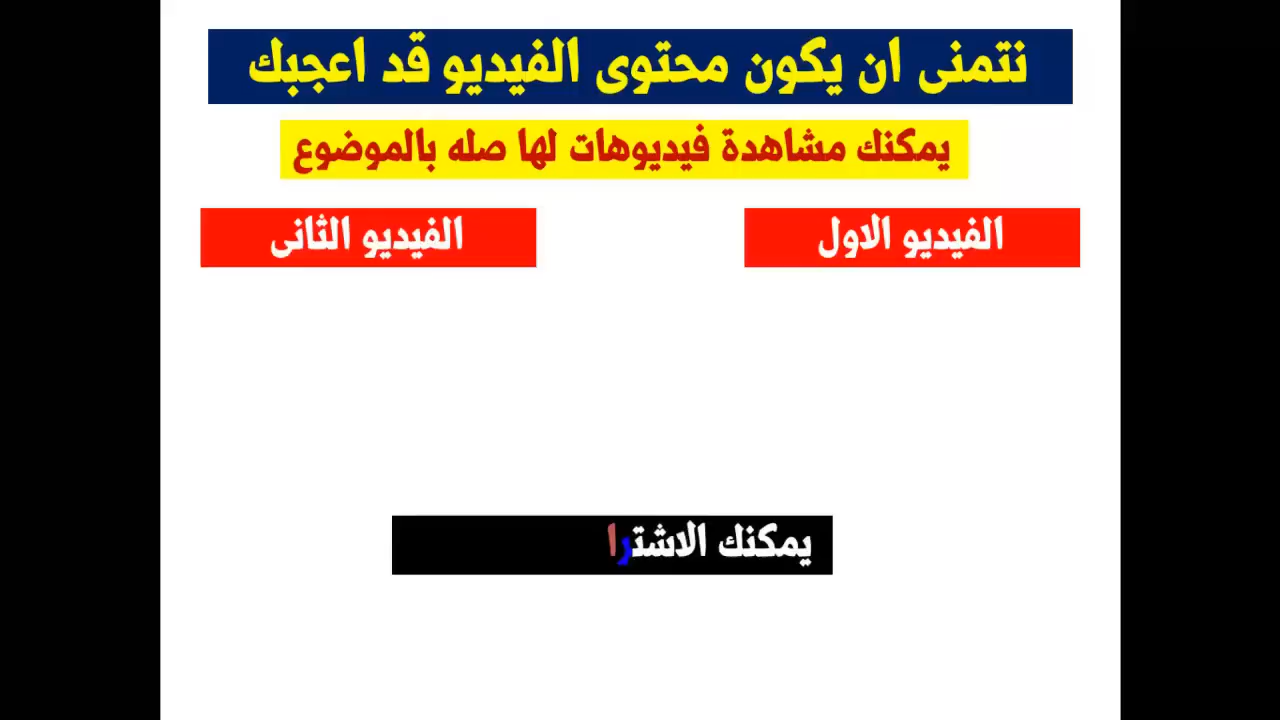 نتمنى ان يكون محتوى الفيديو قد اعجبك
يمكنك مشاهدة فيديوهات لها صله بالموضوع
الفيديو الاول
الفيديو الثانى
يمكنك الاشترا